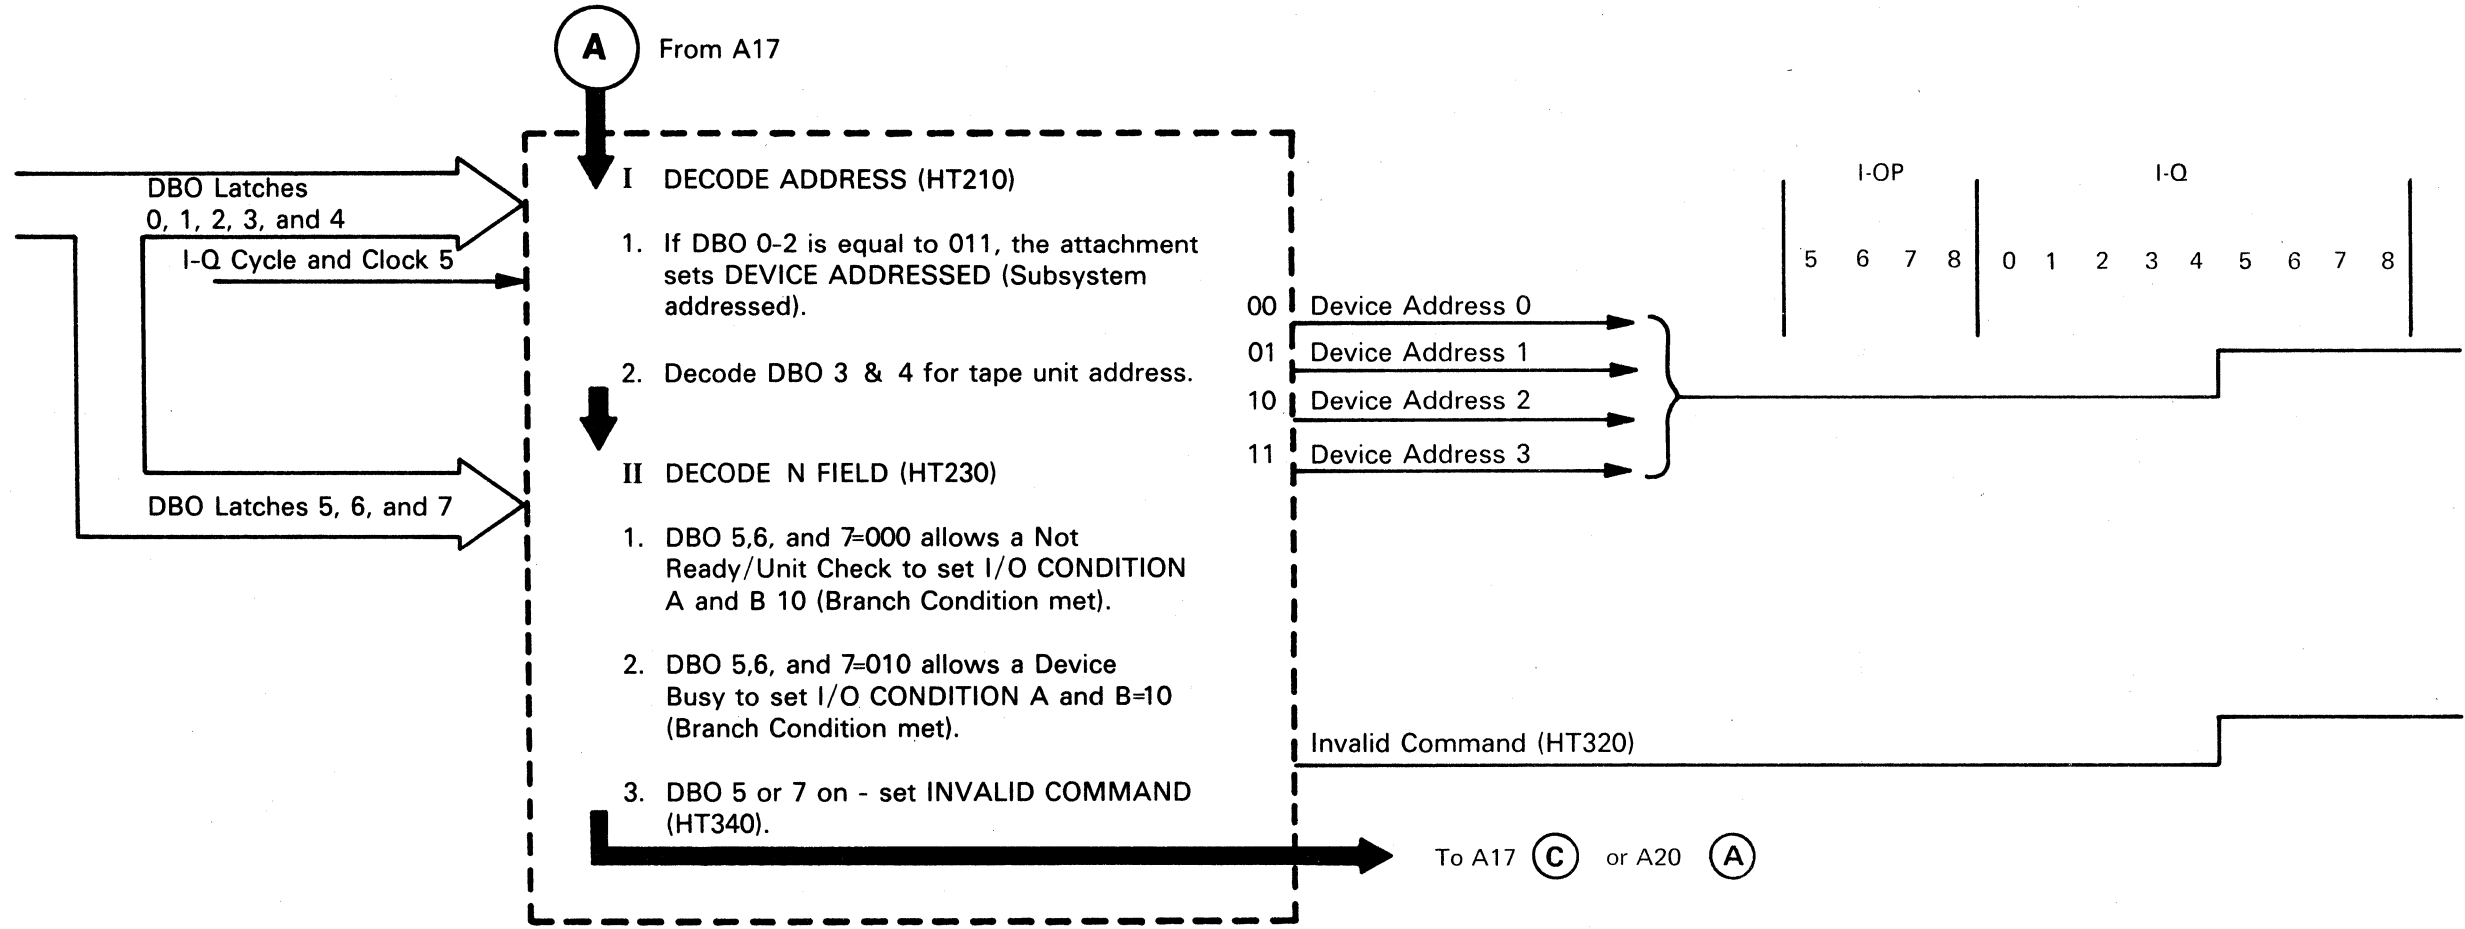 A From A17
DBO Latches
0, 1, 2, 3, and 4
I-Q Cycle and Clock 5
DBO Latches 5, 6, and 7
I DECODE ADDRESS (HT210)
1. If DBO 0-2 is equal to 011, the attachment
sets DEVICE ADDRESSED (Subsystem
addressed).
2. Decode DBO 3 & 4 for tape unit address.
II DECODE N FIELD (HT230)
1. DBO 5,6, and 7=000 allows a Not
Ready/Unit Check to set I/O CONDITION
A and B 10 (Branch Condition met).
2. DBO 5,6, and 7=010 allows a Device
Busy to set I/O CONDITION A and B=10
(Branch Condition met).
3. DBO 5 or 7 on - set INVALID COMMAND
(HT340).
00 Device Address 0
01 Device Address 1
10 Device Address 2
11 Device Address 3
I-OP I-Q
5 6 7 8 0 1 2 3 4 5 6 7 8
Invalid Command (HT320)
To A17 C or A20 A